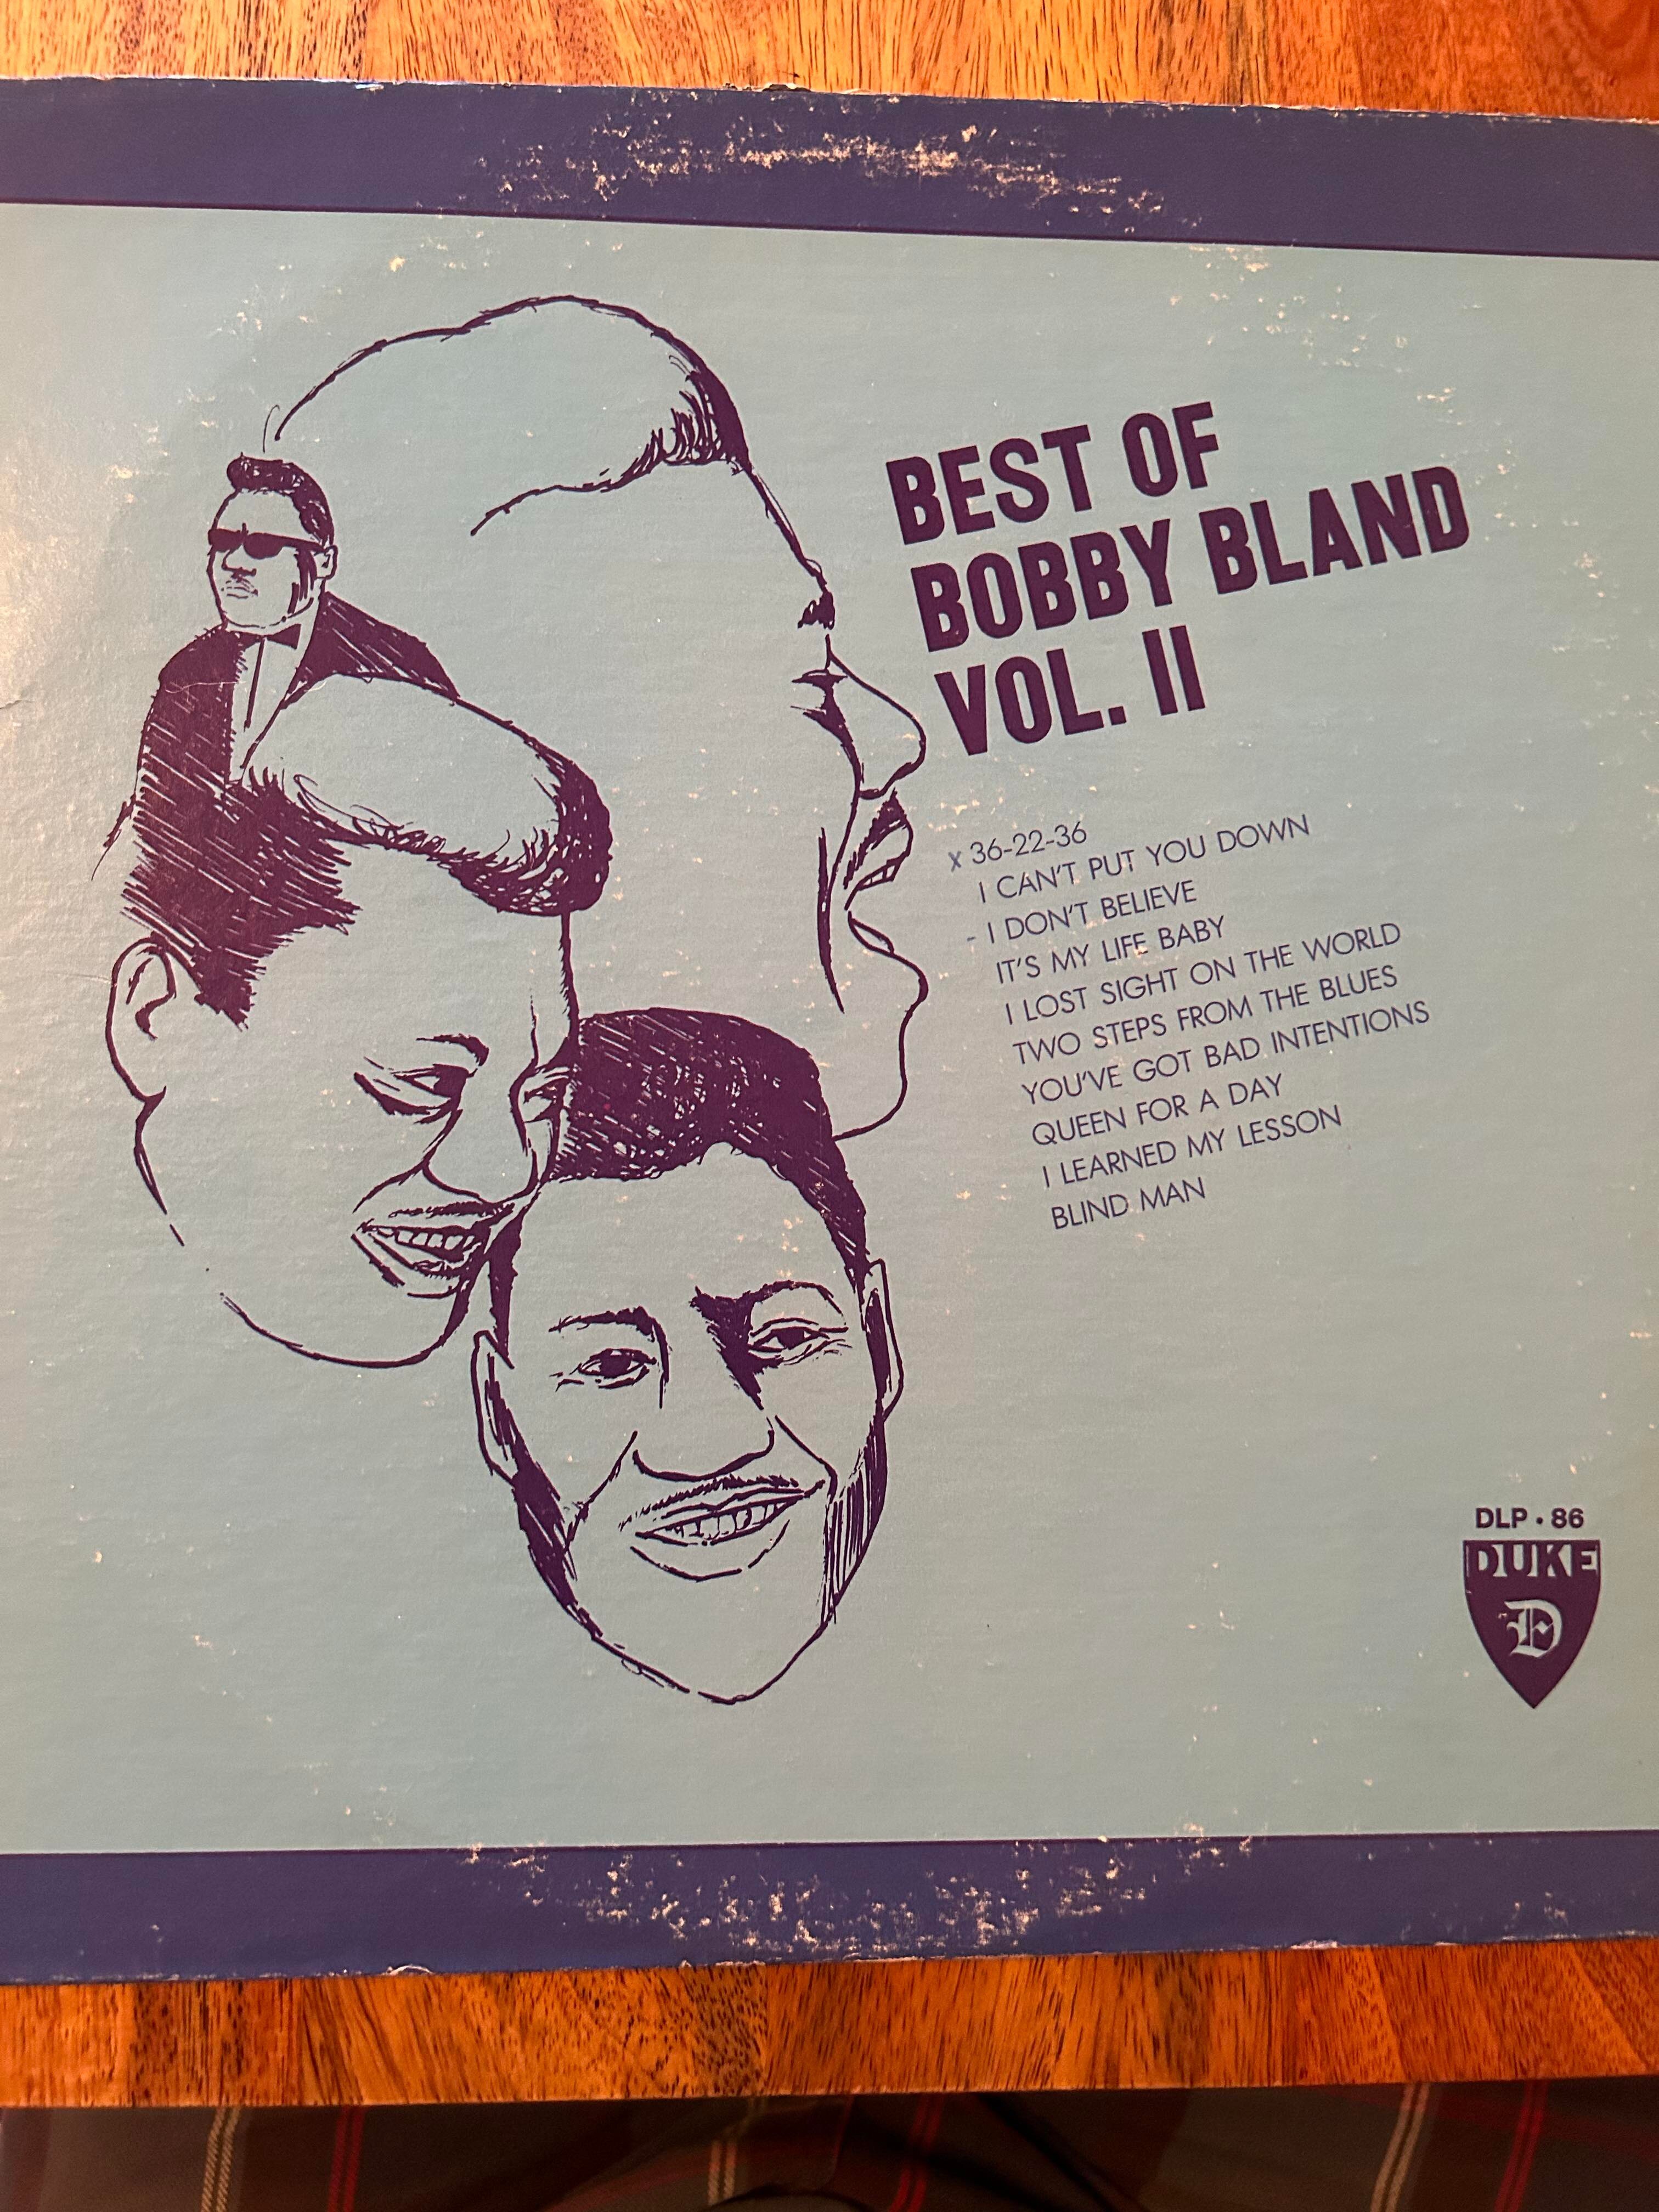 BEST OF
BOBBY BLAND
VOL. II
x 36-22-36
I CAN'T PUT YOU DOWN
- I DON'T BELIEVE
IT'S MY LIFE BABY
I LOST SIGHT ON THE WORLD
TWO STEPS FROM THE BLUES
YOU'VE GOT BAD INTENTIONS
QUEEN FOR A DAY
I LEARNED MY LESSON
BLIND MAN
DLP • 86
DUKE
D